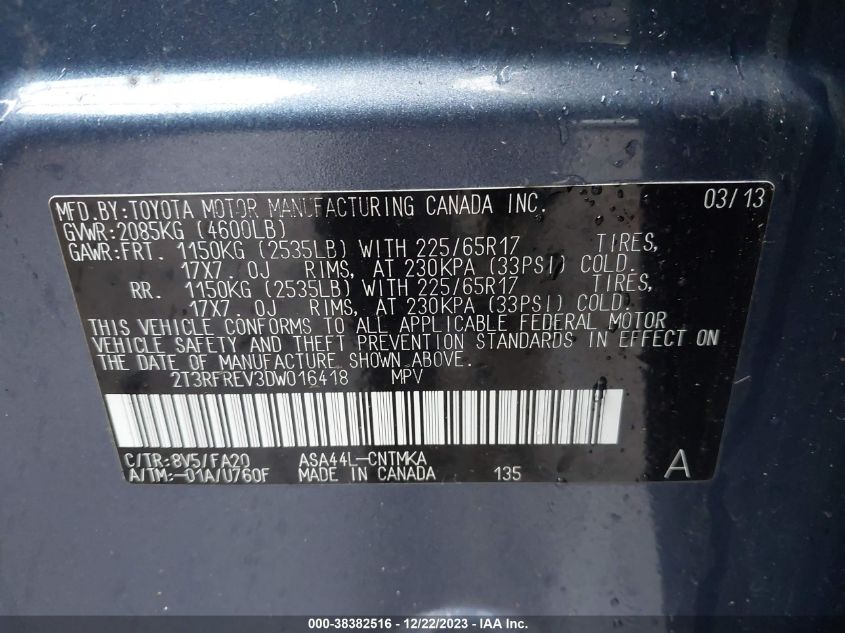 MFD.BY:TOYOTA MOTOR MANUFACTURING CANADA INC. 03/13
GVWR:2085KG (4600LB)
GAWR:FRT. 1150KG (2535LB) WITH 225/65R17 TIRES,
17X7. 0J RIMS, AT 230KPA (33PSI) COLD.
RR. 1150KG (2535LB) WITH 225/65R17 TIRES,
17X7. 0J RIMS, AT 230KPA (33PSI) COLD.
THIS VEHICLE CONFORMS TO ALL APPLICABLE FEDERAL MOTOR
VEHICLE SAFETY AND THEFT PREVENTION STANDARDS IN EFFECT ON
THE DATE OF MANUFACTURE SHOWN ABOVE.
2T3RFREV3DW016418 MPV
C/TR:8V5/FA20 ASA44L-CNTMKA
A/TM:-01A/U760F MADE IN CANADA 135 A
000-38382516 - 12/22/2023 - IAA Inc.